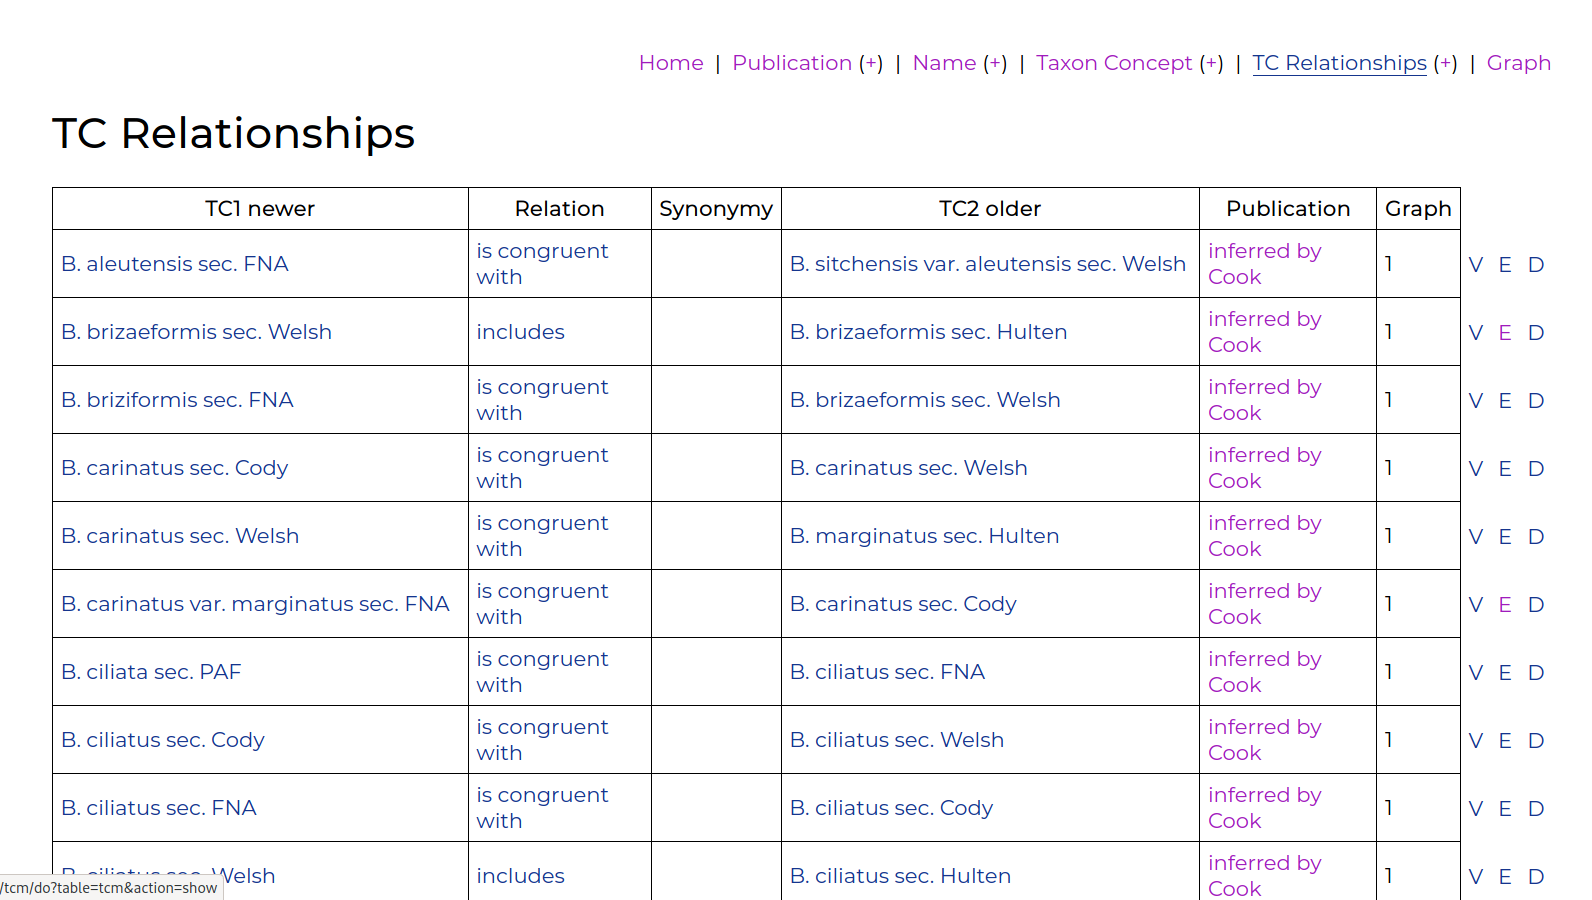 Home | Publication (+) | Name (+) | Taxon Concept (+) | TC Relationships (+) | Graph
TC Relationships
TC1 newer Relation Synonymy TC2 older Publication Graph
B. aleutensis sec. FNA is congruent with B. sitchensis var. aleutensis sec. Welsh inferred by Cook 1 V E D
B. brizaeformis sec. Welsh includes B. brizaeformis sec. Hulten inferred by Cook 1 V E D
B. briziformis sec. FNA is congruent with B. brizaeformis sec. Welsh inferred by Cook 1 V E D
B. carinatus sec. Cody is congruent with B. carinatus sec. Welsh inferred by Cook 1 V E D
B. carinatus sec. Welsh is congruent with B. marginatus sec. Hulten inferred by Cook 1 V E D
B. carinatus var. marginatus sec. FNA is congruent with B. carinatus sec. Cody inferred by Cook 1 V E D
B. ciliata sec. PAF is congruent with B. ciliatus sec. FNA inferred by Cook 1 V E D
B. ciliatus sec. Cody is congruent with B. ciliatus sec. Welsh inferred by Cook 1 V E D
B. ciliatus sec. FNA is congruent with B. ciliatus sec. Cody inferred by Cook 1 V E D
B. ciliatus sec. Welsh includes B. ciliatus sec. Hulten inferred by Cook 1 V E D
/tcm/do?table=tcm&action=show